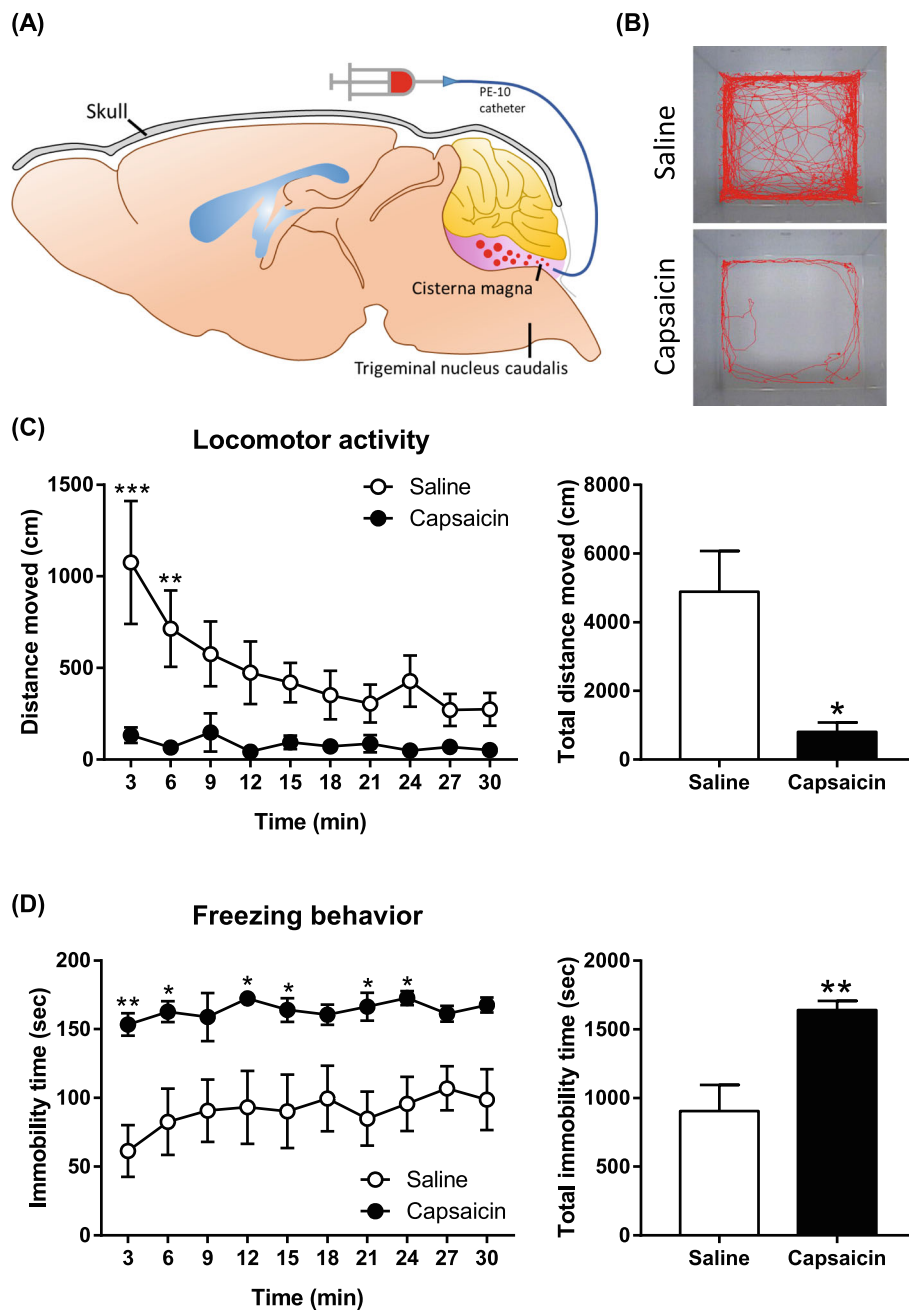 (A)
Skull
PE-10
catheter
Cisterna magna
Trigeminal nucleus caudalis
(B)
Saline
Capsaicin
(C)
Locomotor activity
Distance moved (cm)
1500
1000
500
0
***
**
Saline
Capsaicin
3 6 9 12 15 18 21 24 27 30
Time (min)
Total distance moved (cm)
8000
6000
4000
2000
0
*
Saline Capsaicin
(D)
Freezing behavior
Immobility time (sec)
200
150
100
50
0
** * * * * *
Saline
Capsaicin
3 6 9 12 15 18 21 24 27 30
Time (min)
Total immobility time (sec)
2000
1500
1000
500
0
**
Saline Capsaicin